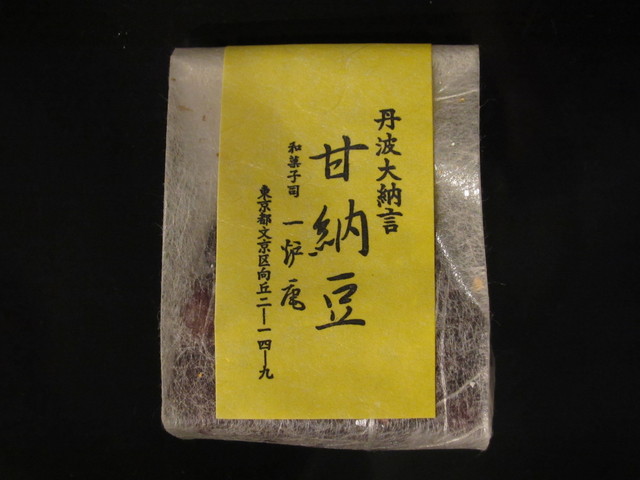 丹波大納言
甘納豆
和菓子司
一炉庵
東京都文京区向丘二ー一四ー九